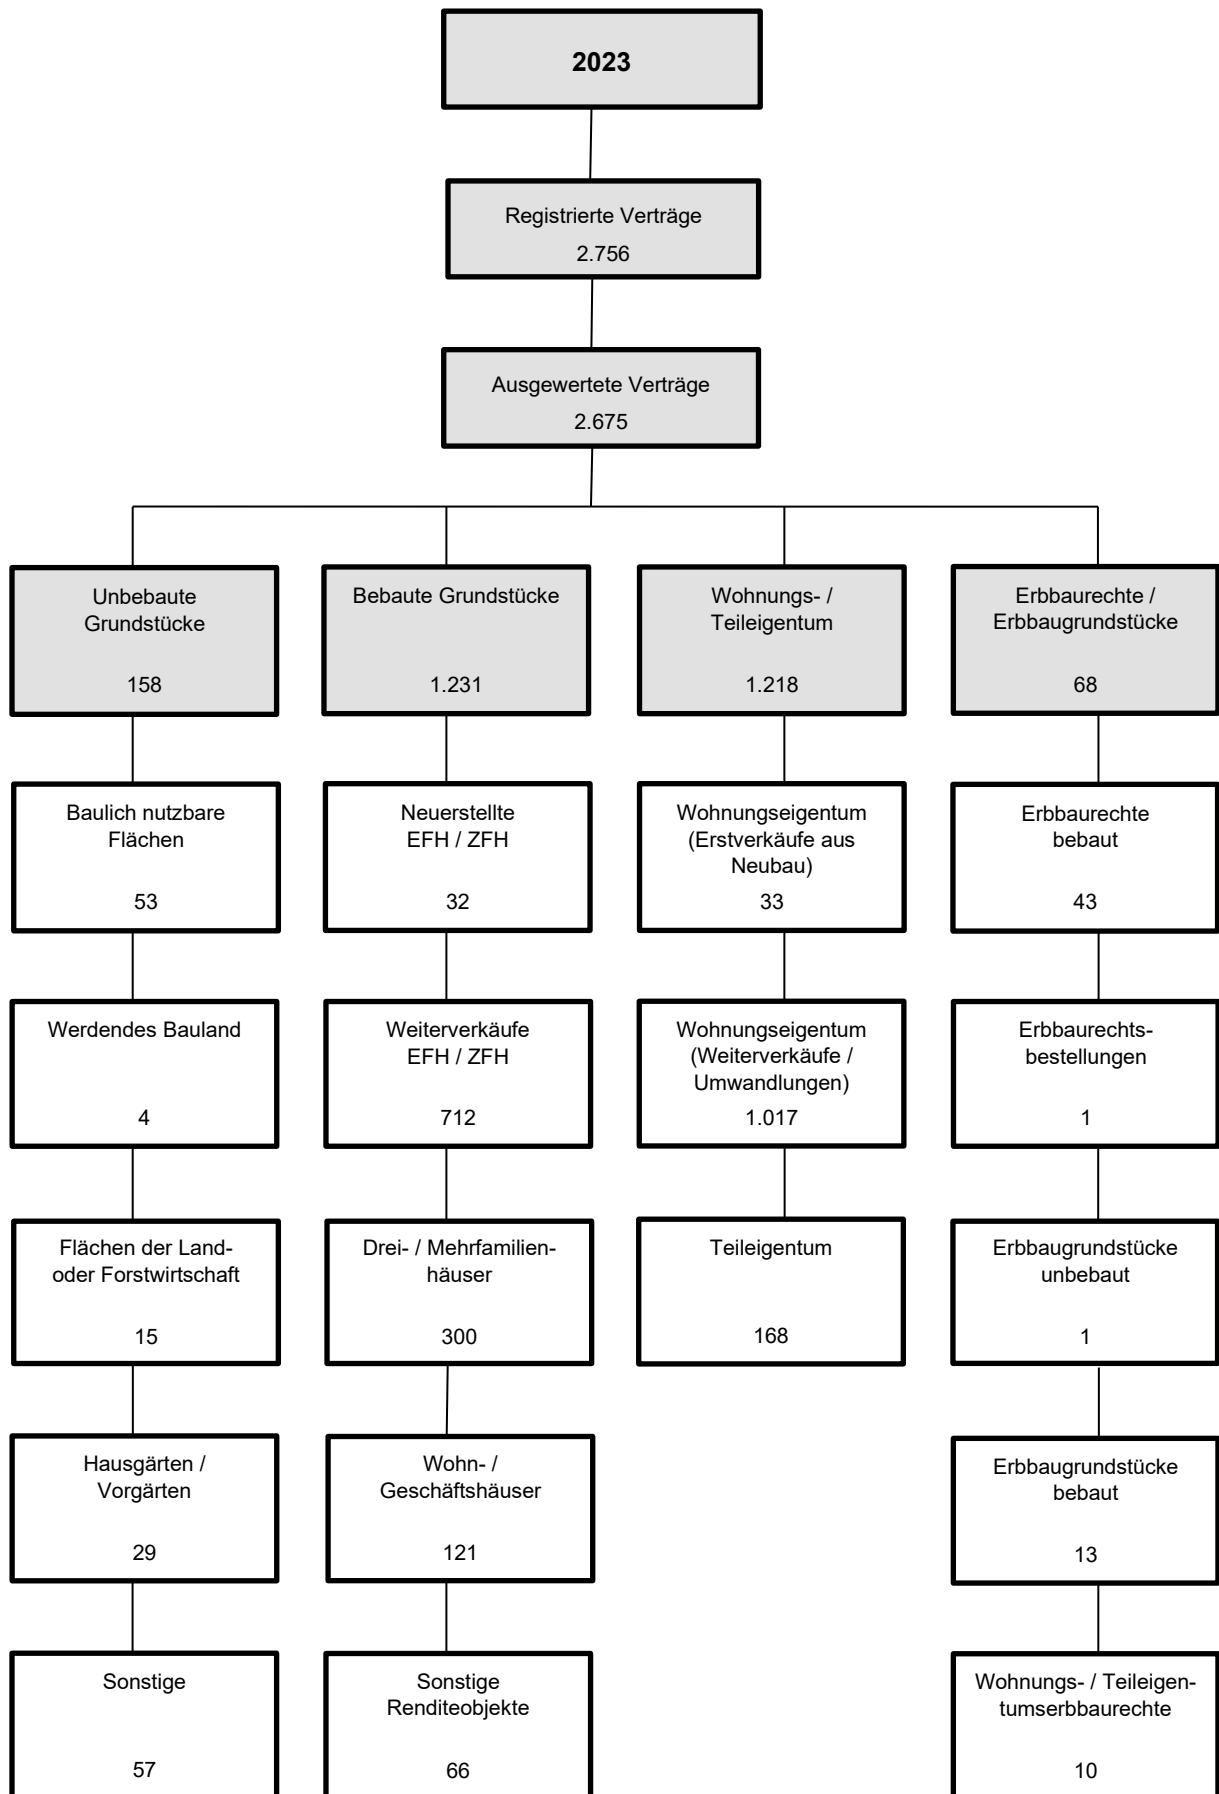 2023
Registrierte Verträge
2.756
Ausgewertete Verträge
2.675
Unbebaute
Grundstücke
158
Bebaute Grundstücke
1.231
Wohnungs- /
Teileigentum
1.218
Erbbaurechte /
Erbbaugrundstücke
68
Baulich nutzbare
Flächen
53
Neuerstellte
EFH / ZFH
32
Wohnungseigentum
(Erstverkäufe aus
Neubau)
33
Erbbaurechte
bebaut
43
Werdendes Bauland
4
Weiterverkäufe
EFH / ZFH
712
Wohnungseigentum
(Weiterverkäufe /
Umwandlungen)
1.017
Erbbaurechts-
bestellungen
1
Flächen der Land-
oder Forstwirtschaft
15
Drei- / Mehrfamilien-
häuser
300
Teileigentum
168
Erbbaugrundstücke
unbebaut
1
Hausgärten /
Vorgärten
29
Wohn- /
Geschäftshäuser
121
Erbbaugrundstücke
bebaut
13
Sonstige
57
Sonstige
Renditeobjekte
66
Wohnungs- / Teileigen-
tumserbbaurechte
10